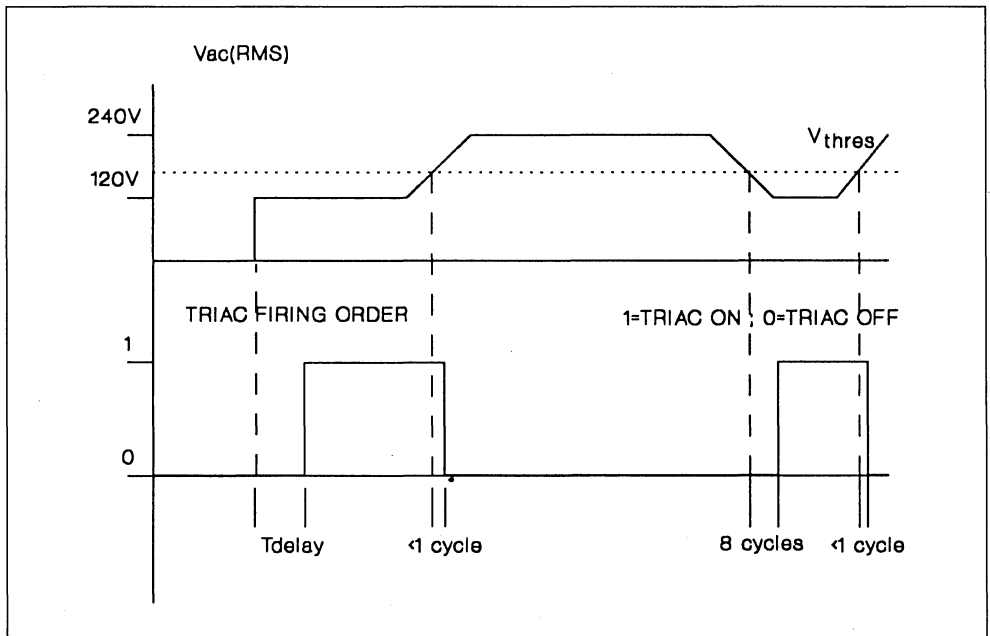 Vac(RMS)
240V
Vthres
120V
TRIAC FIRING ORDER
1=TRIAC ON ; 0=TRIAC OFF
1
0
Tdelay
<1 cycle
8 cycles
<1 cycle